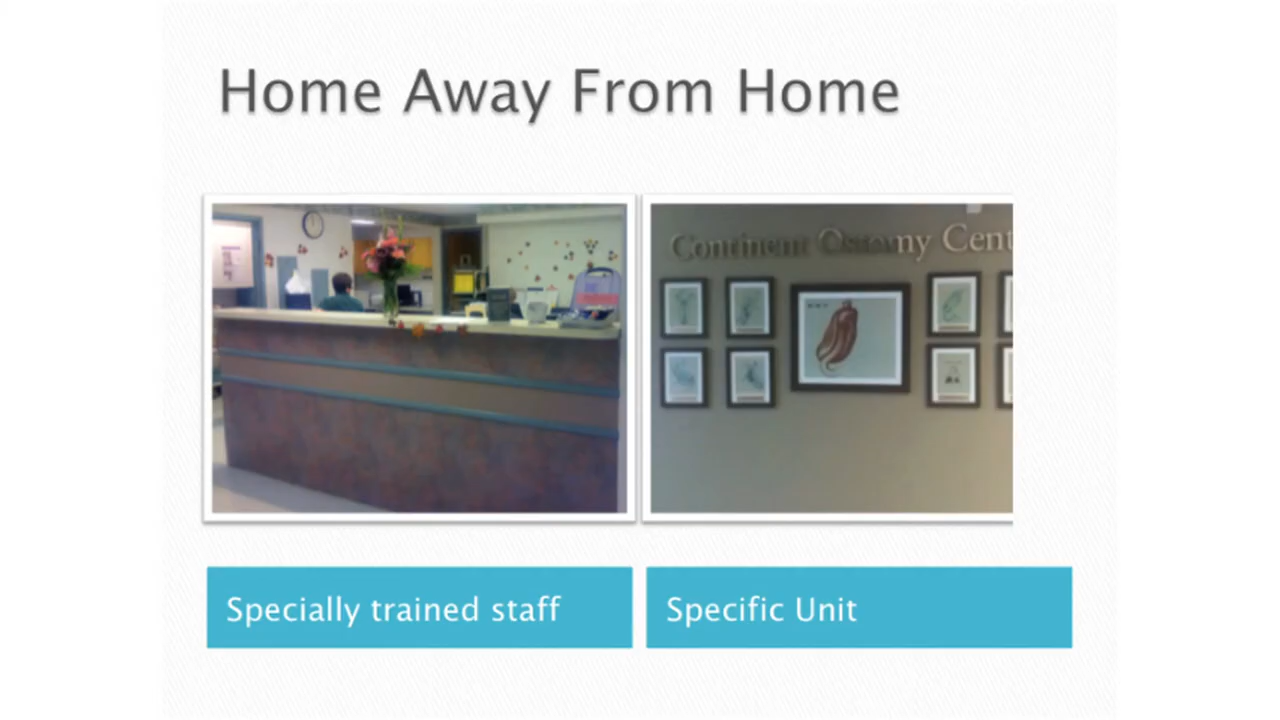 Home Away From Home
Continent Ostomy Cent
Specially trained staff
Specific Unit